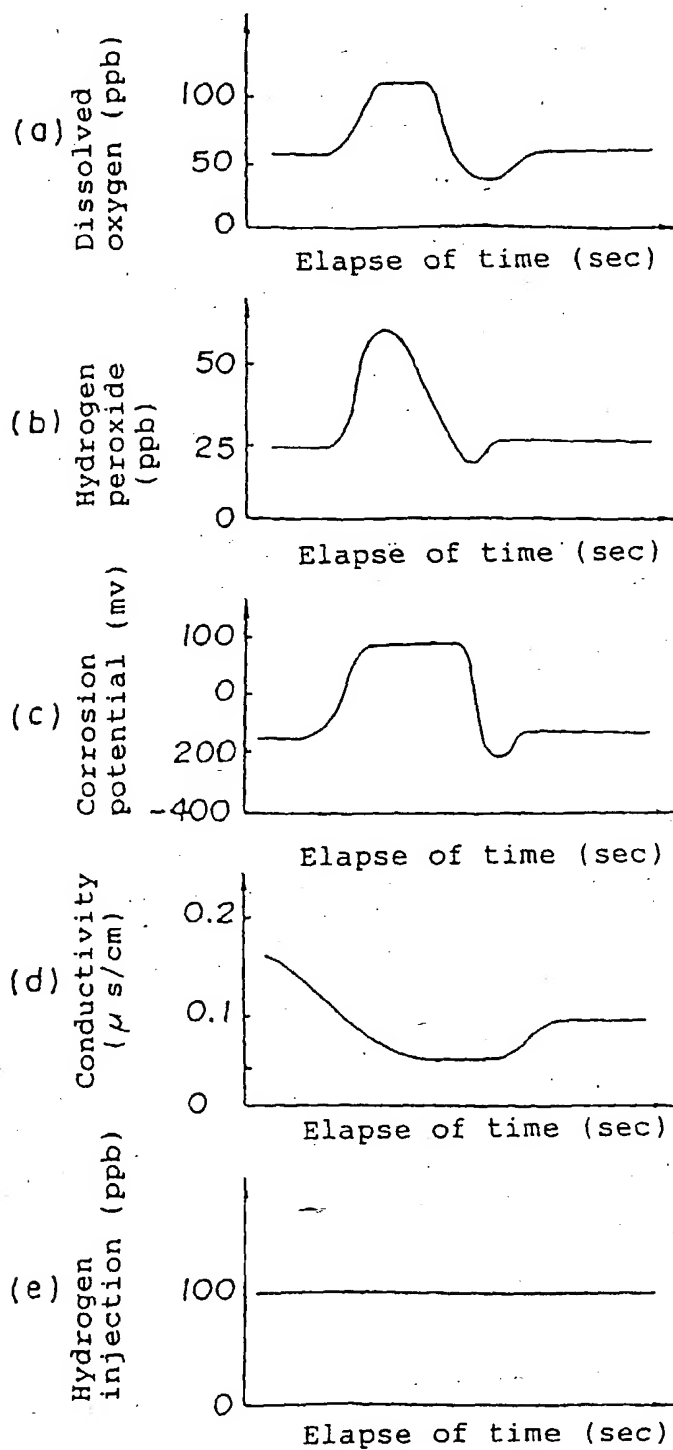 (a)
Dissolved
oxygen (ppb)
100
50
0
Elapse of time (sec)
(b)
Hydrogen
peroxide
(ppb)
50
25
0
Elapse of time (sec)
(c)
Corrosion
potential (mv)
100
0
200
-400
Elapse of time (sec)
(d)
Conductivity
(μ s/cm)
0.2
0.1
0
Elapse of time (sec)
(e)
Hydrogen
injection (ppb)
100
0
Elapse of time (sec)